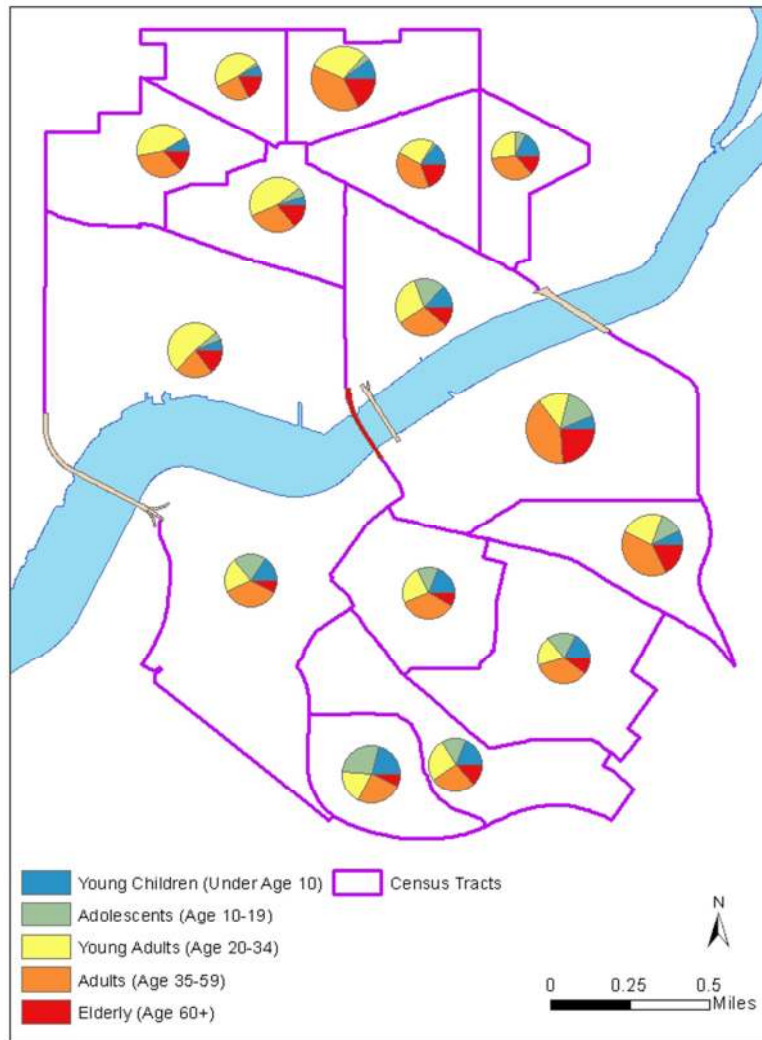 Young Children (Under Age 10)
Census Tracts
Adolescents (Age 10-19)
Young Adults (Age 20-34)
Adults (Age 35-59)
Elderly (Age 60+)
N
0 0.25 0.5
Miles